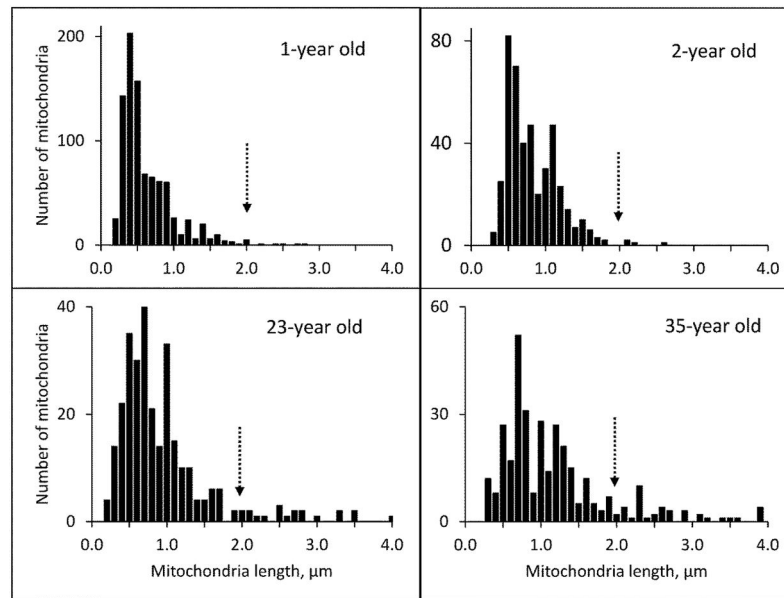 Number of mitochondria
200
100
0
1-year old
0.0 1.0 2.0 3.0 4.0
80
40
0
2-year old
0.0 1.0 2.0 3.0 4.0
Number of mitochondria
40
20
0
23-year old
0.0 1.0 2.0 3.0 4.0
Mitochondria length, µm
60
30
0
35-year old
0.0 1.0 2.0 3.0 4.0
Mitochondria length, µm